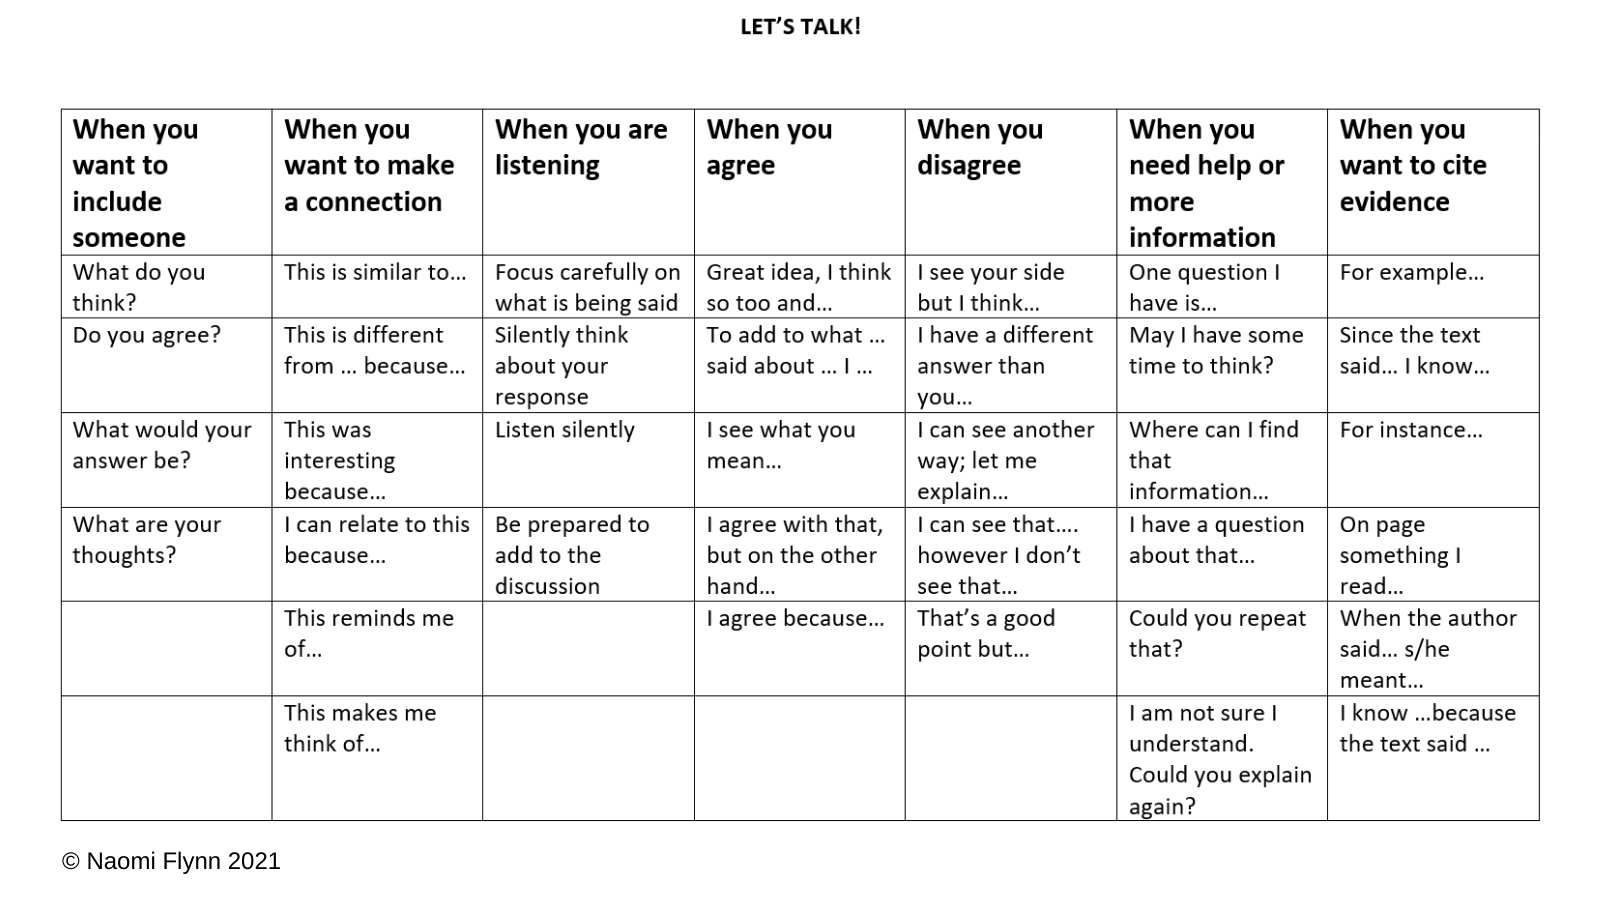 LET’S TALK!
When you
want to
include
someone
When you
want to make
a connection
When you are
listening
When you
agree
When you
disagree
When you
need help or
more
information
When you
want to cite
evidence
What do you
think?
This is similar to…
Focus carefully on
what is being said
Great idea, I think
so too and…
I see your side
but I think…
One question I
have is…
For example…
Do you agree?
This is different
from … because…
Silently think
about your
response
To add to what …
said about … I …
I have a different
answer than
you…
May I have some
time to think?
Since the text
said… I know…
What would your
answer be?
This was
interesting
because…
Listen silently
I see what you
mean…
I can see another
way; let me
explain…
Where can I find
that
information…
For instance…
What are your
thoughts?
I can relate to this
because…
Be prepared to
add to the
discussion
I agree with that,
but on the other
hand…
I can see that….
however I don’t
see that…
I have a question
about that…
On page
something I
read…
This reminds me
of…
I agree because…
That’s a good
point but…
Could you repeat
that?
When the author
said… s/he
meant…
This makes me
think of…
I am not sure I
understand.
Could you explain
again?
I know …because
the text said …
© Naomi Flynn 2021